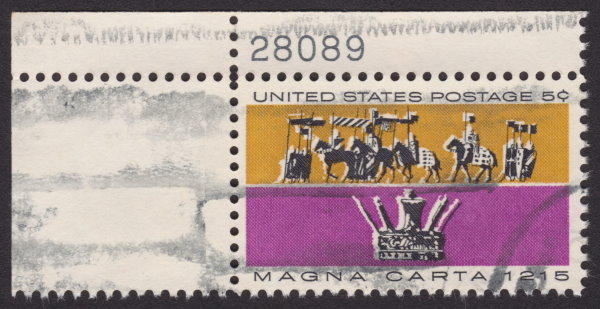 28089
UNITED STATES POSTAGE 5¢
MAGNA CARTA 1215